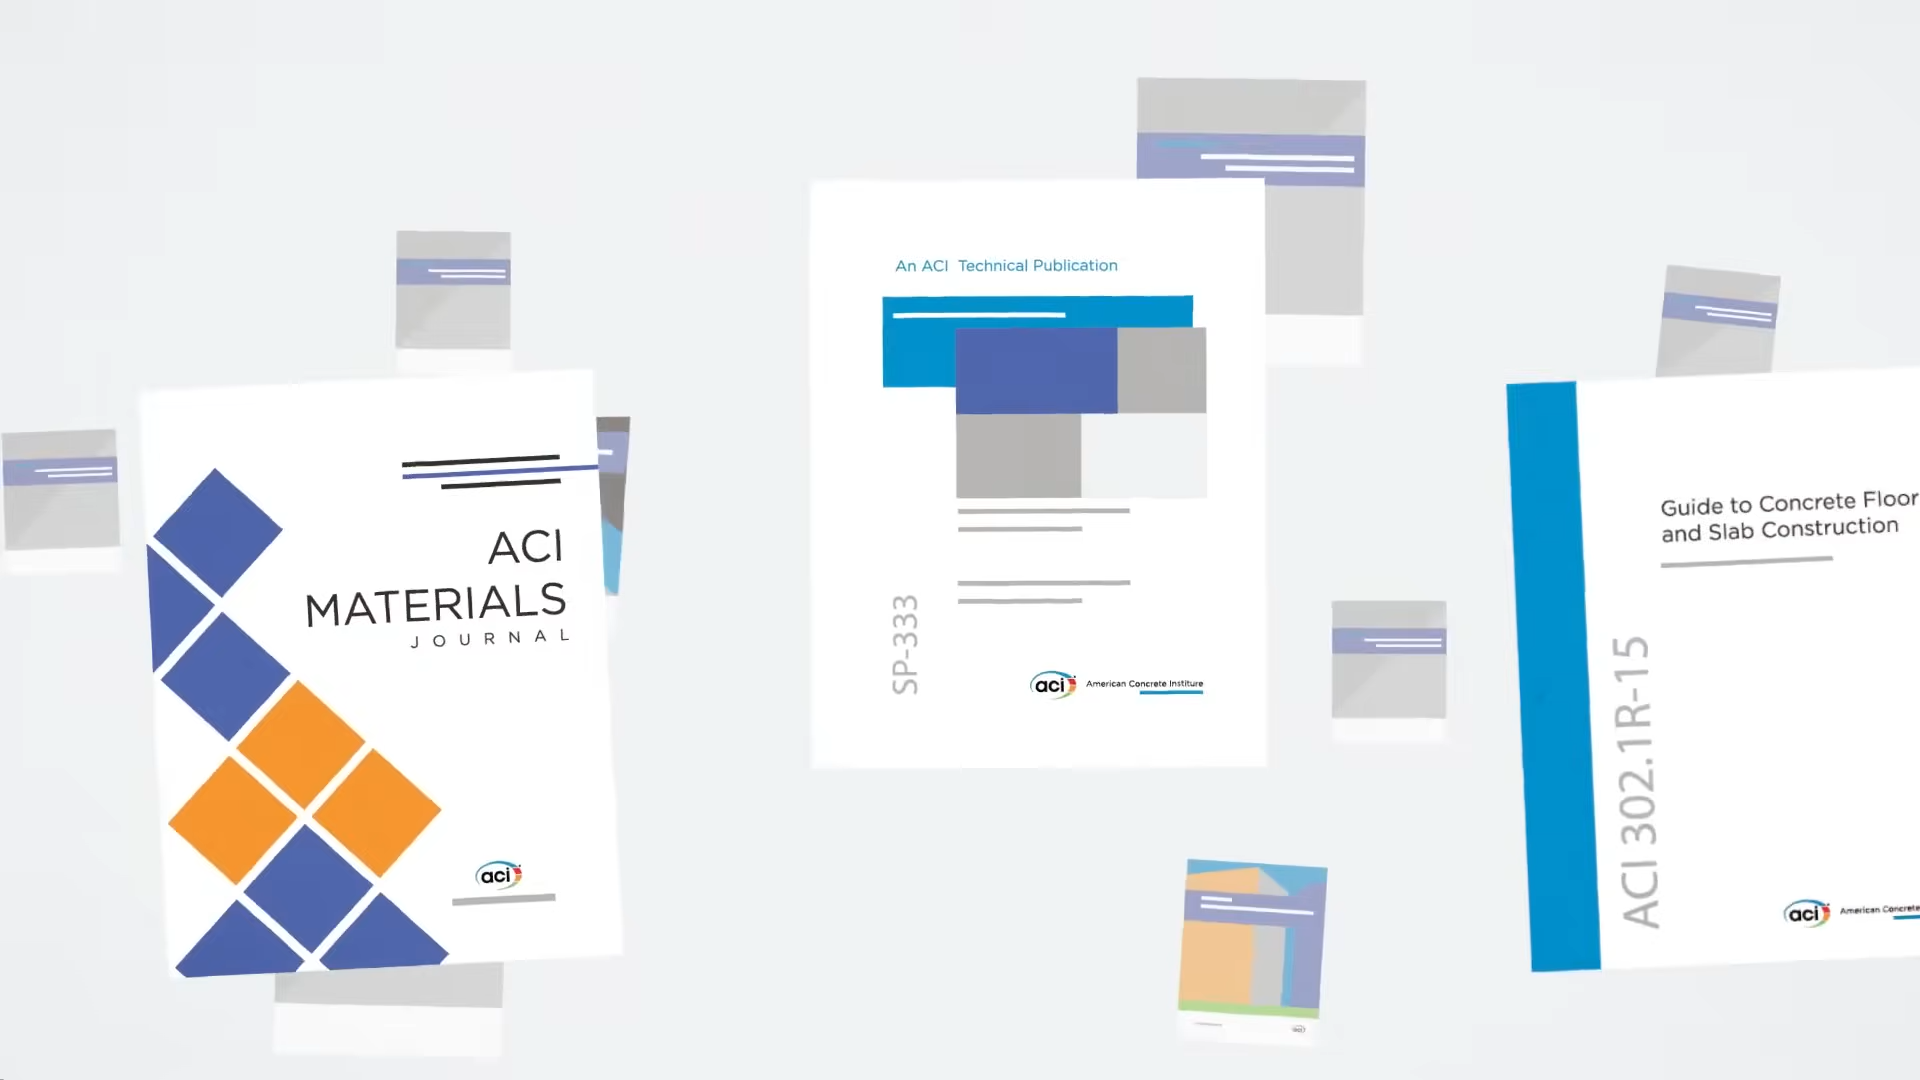 ACI
MATERIALS
JOURNAL
aci
An ACI Technical Publication
SP-333
aci American Concrete Institute
Guide to Concrete Floor
and Slab Construction
ACI 302.1R-15
aci American Concrete
aci